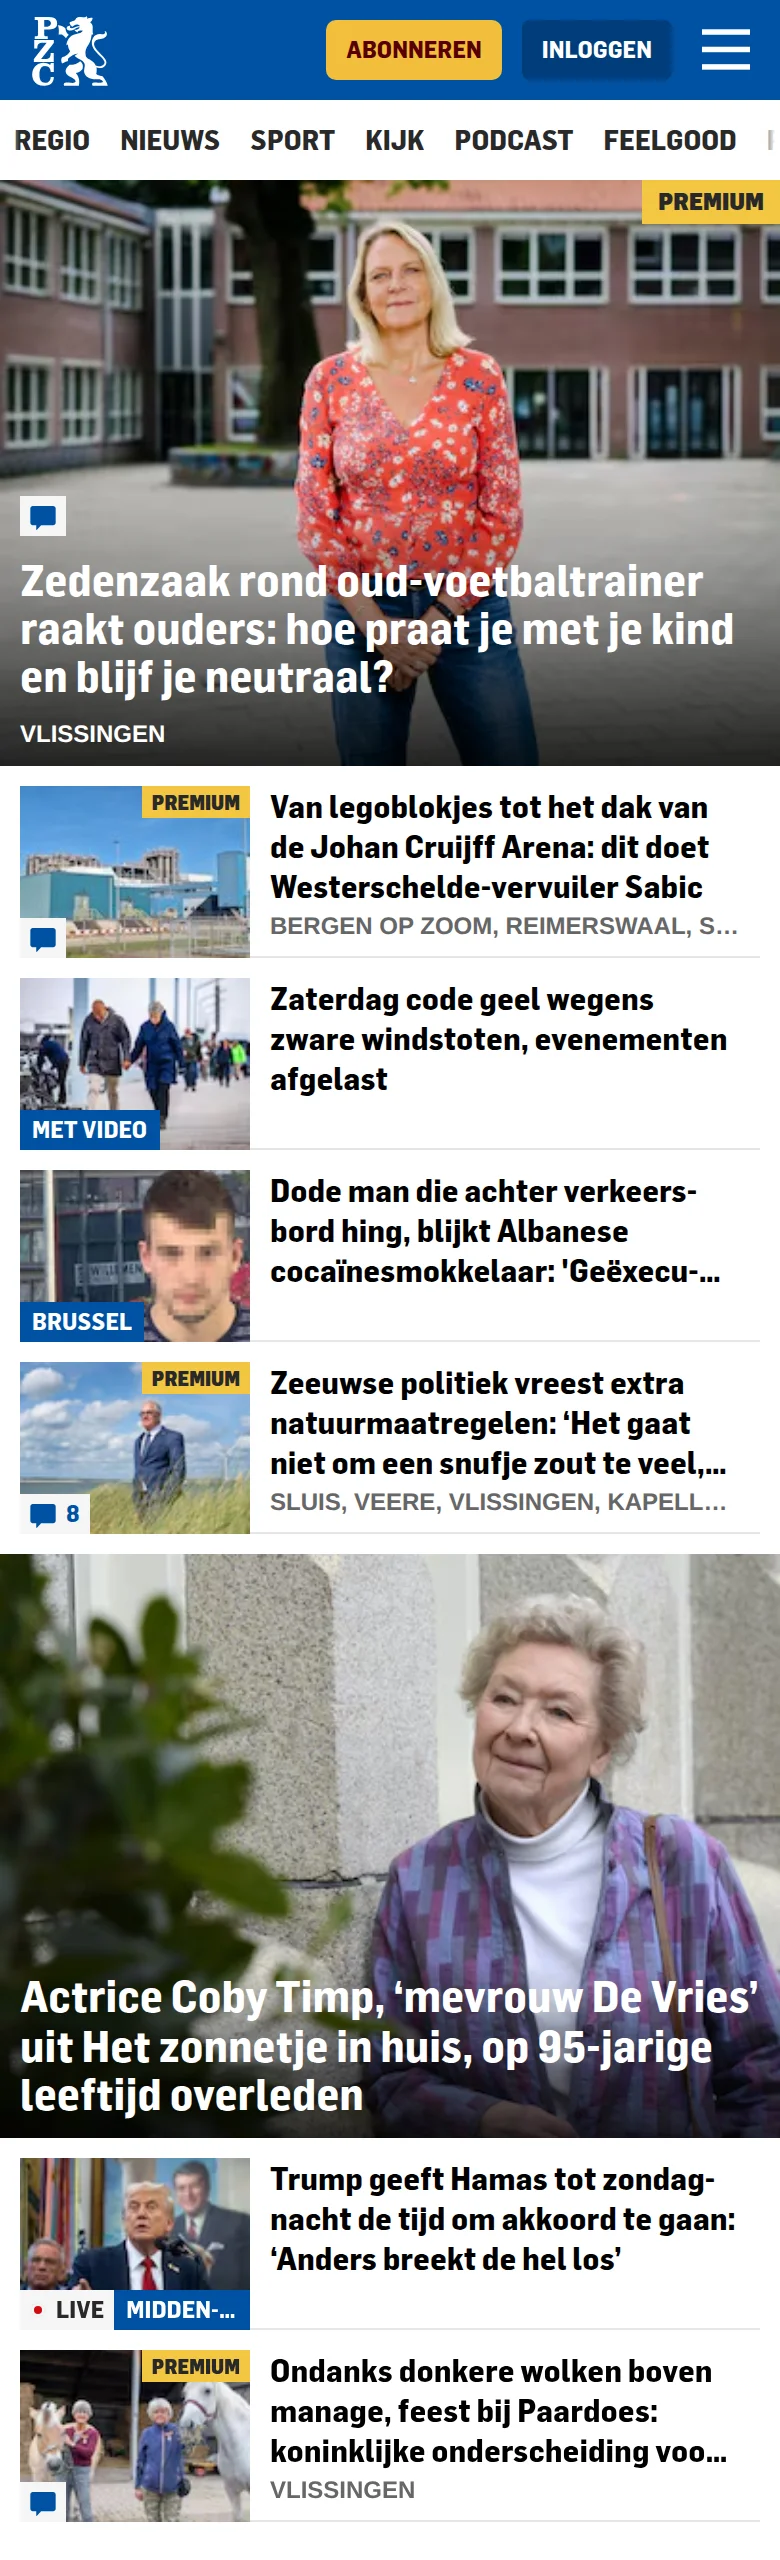 PZC
ABONNEREN
INLOGGEN
REGIO NIEUWS SPORT KIJK PODCAST FEELGOOD
PREMIUM
Zedenzaak rond oud-voetbaltrainer
raakt ouders: hoe praat je met je kind
en blijf je neutraal?
VLISSINGEN
PREMIUM
Van legoblokjes tot het dak van
de Johan Cruijff Arena: dit doet
Westerschelde-vervuiler Sabic
BERGEN OP ZOOM, REIMERSWAAL, S...
MET VIDEO
Zaterdag code geel wegens
zware windstoten, evenementen
afgelast
BRUSSEL
Dode man die achter verkeers-
bord hing, blijkt Albanese
cocaïnesmokkelaar: 'Geëxecu-...
PREMIUM
8
Zeeuwse politiek vreest extra
natuurmaatregelen: ‘Het gaat
niet om een snufje zout te veel,...
SLUIS, VEERE, VLISSINGEN, KAPELL...
Actrice Coby Timp, ‘mevrouw De Vries’
uit Het zonnetje in huis, op 95-jarige
leeftijd overleden
LIVE MIDDEN-...
Trump geeft Hamas tot zondag-
nacht de tijd om akkoord te gaan:
‘Anders breekt de hel los’
PREMIUM
Ondanks donkere wolken boven
manage, feest bij Paardoes:
koninklijke onderscheiding voo...
VLISSINGEN